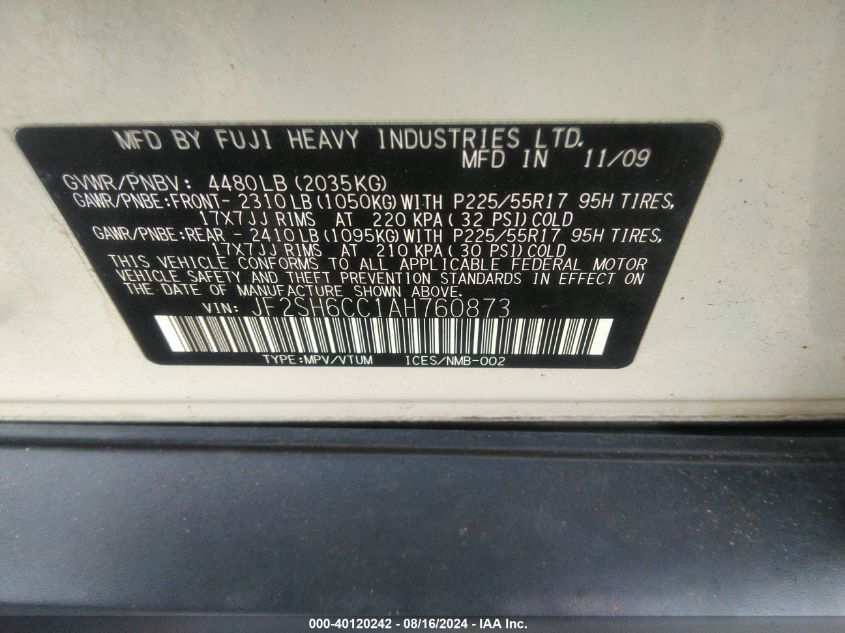 MFD BY FUJI HEAVY INDUSTRIES LTD.
MFD IN 11/09
GVWR/PNBV: 4480LB(2035KG)
GAWR/PNBE:FRONT- 2310LB(1050KG)WITH P225/55R17 95H TIRES,
17X7JJ RIMS AT 220 KPA(32 PSI)COLD
GAWR/PNBE:REAR - 2410LB(1095KG)WITH P225/55R17 95H TIRES,
17X7JJ RIMS AT 210 KPA(30 PSI)COLD
THIS VEHICLE CONFORMS TO ALL APPLICABLE FEDERAL MOTOR
VEHICLE SAFETY AND THEFT PREVENTION STANDARDS IN EFFECT ON
THE DATE OF MANUFACTURE SHOWN ABOVE.
VIN: JF2SH6CC1AH760873
TYPE:MPV/VTUM ICES/NMB-002
000-40120242 - 08/16/2024 - IAA Inc.